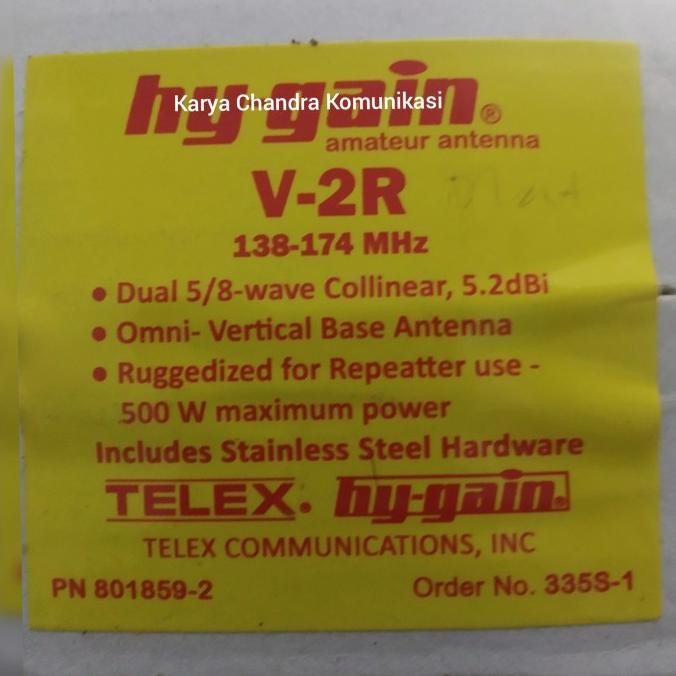 hy-gain®
Karya Chandra Komunikasi
amateur antenna
V-2R
138-174 MHz
• Dual 5/8-wave Collinear, 5.2dBi
• Omni- Vertical Base Antenna
• Ruggedized for Repeatter use -
500 W maximum power
Includes Stainless Steel Hardware
TELEX® hy-gain®
TELEX COMMUNICATIONS, INC
PN 801859-2 Order No. 335S-1